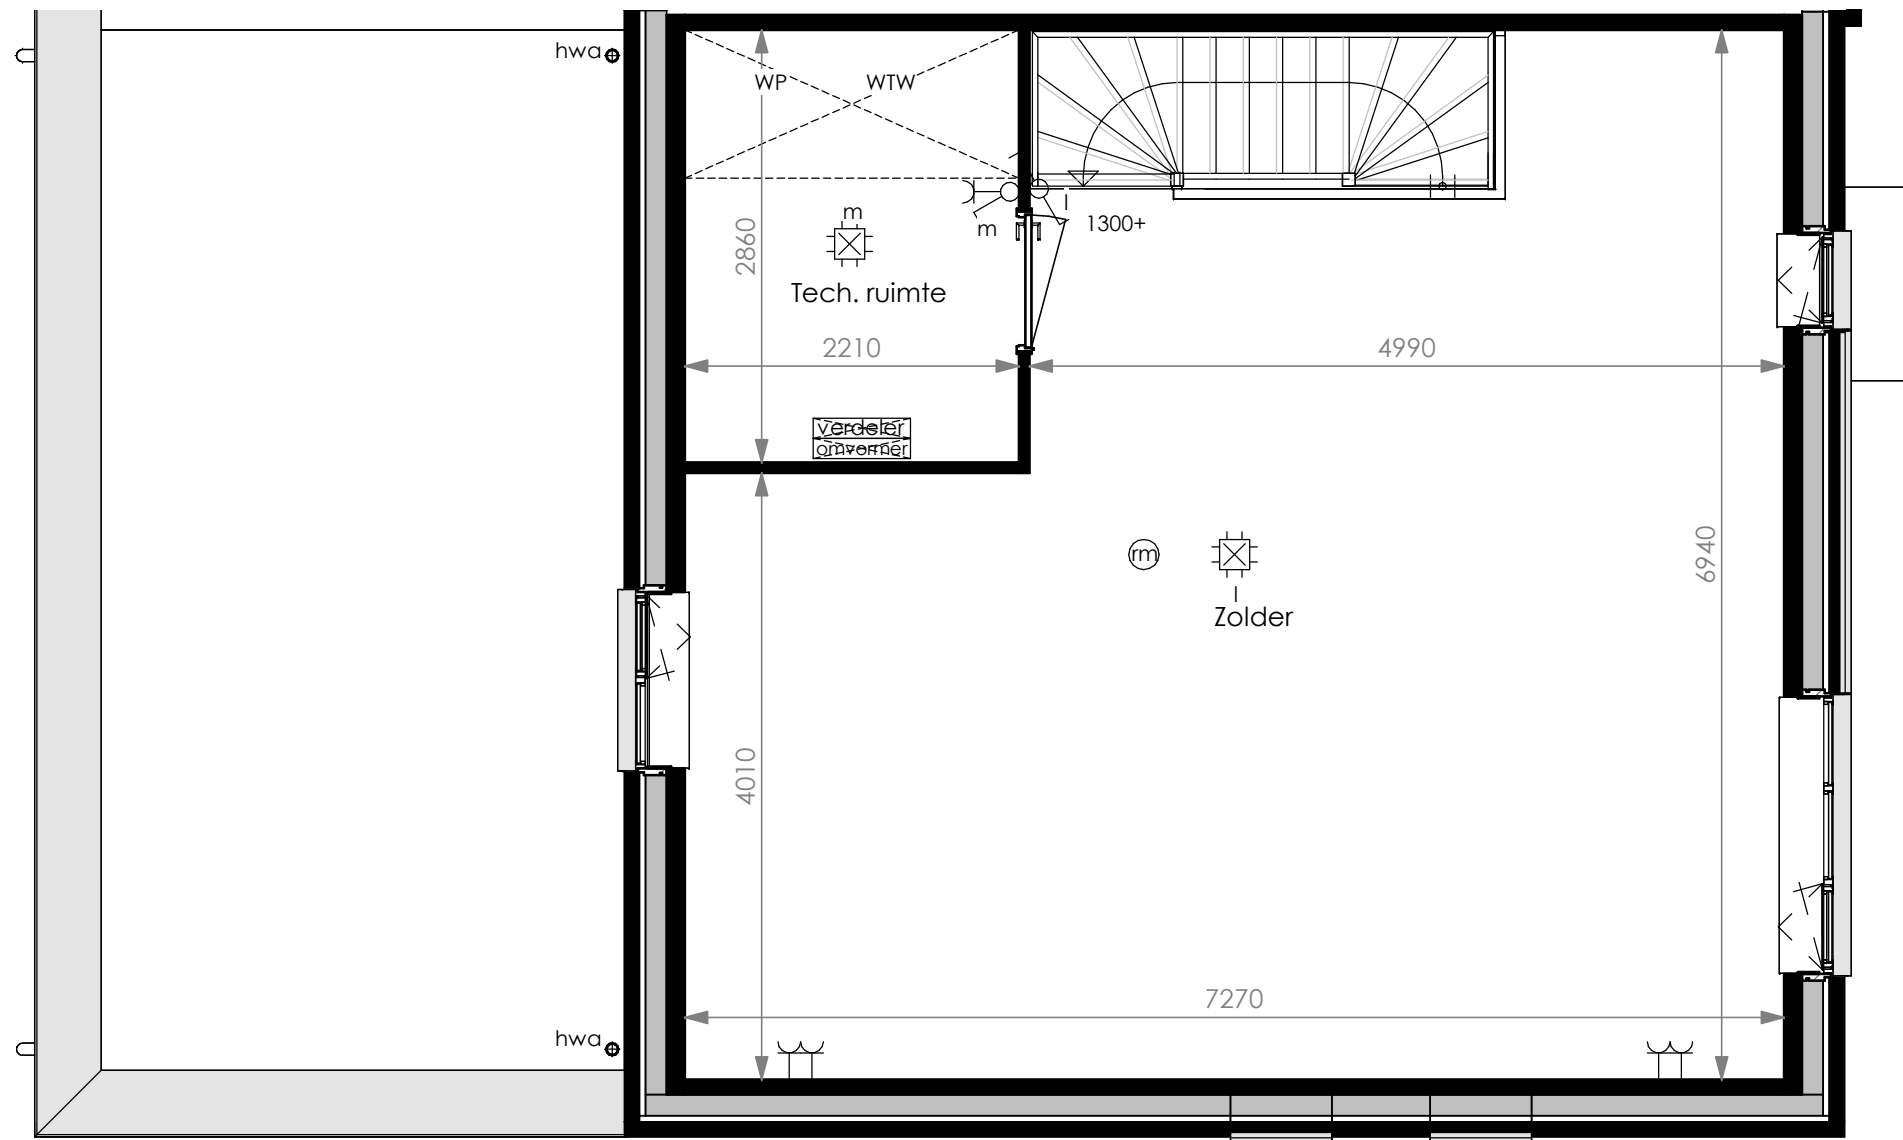 hwa
WP
WTW
m
m
l
1300+
2860
Tech. ruimte
2210
4990
verdeler
omvormer
rm
6940
l
Zolder
4010
7270
hwa